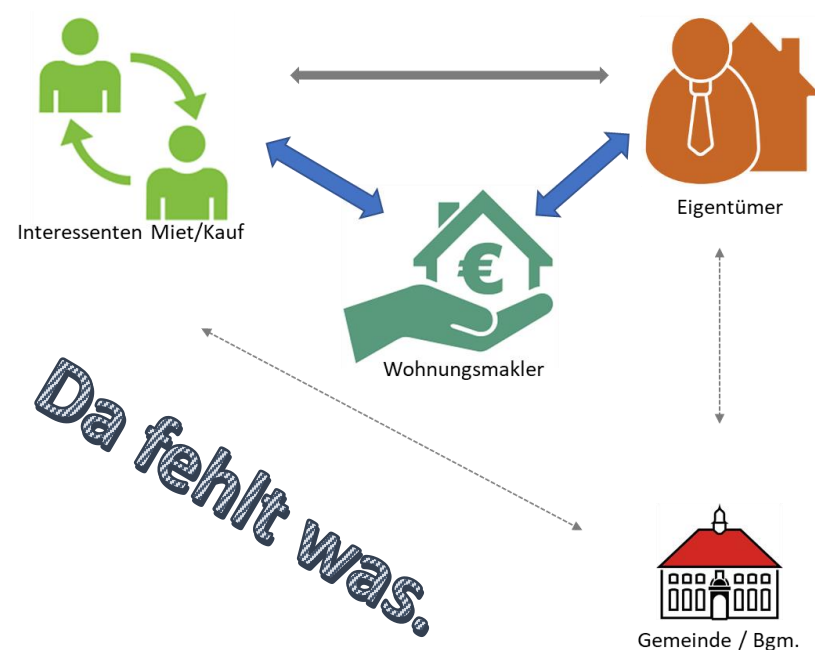 Interessenten Miet/Kauf
Eigentümer
€
Wohnungsmakler
Da fehlt was.
Gemeinde / Bgm.